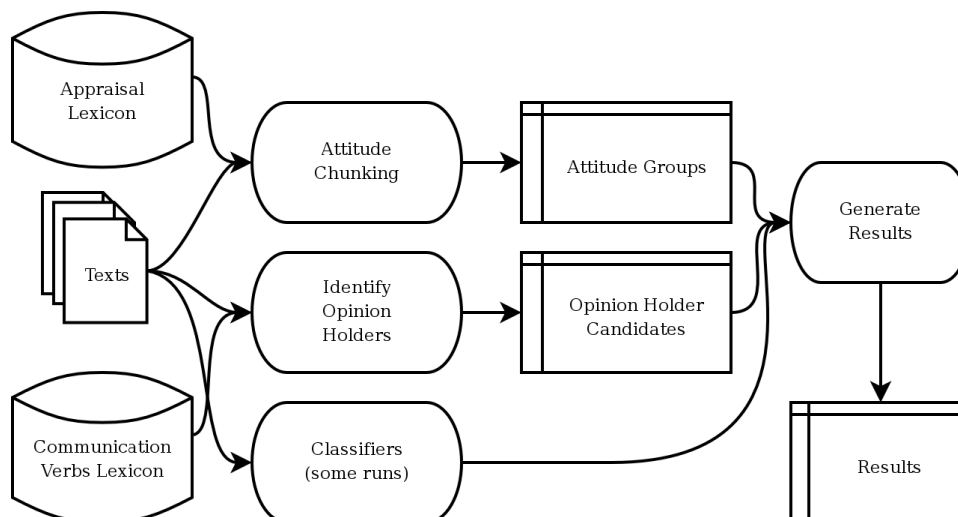 Appraisal
Lexicon
Attitude
Chunking
Attitude Groups
Generate
Results
Texts
Identify
Opinion
Holders
Opinion Holder
Candidates
Communication
Verbs Lexicon
Classifiers
(some runs)
Results